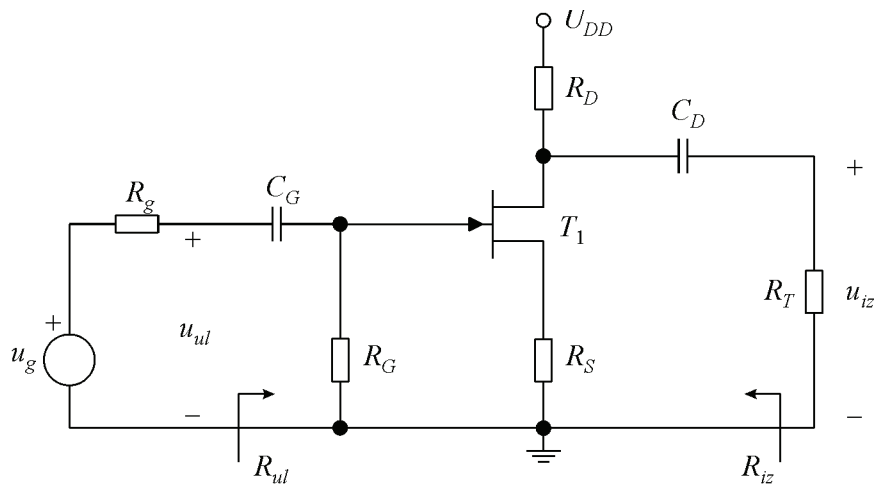 U_DD
R_D
C_D
+
R_g
C_G
+
T_1
R_T
u_iz
+
u_g
u_ul
R_G
R_S
−
−
R_ul
R_iz